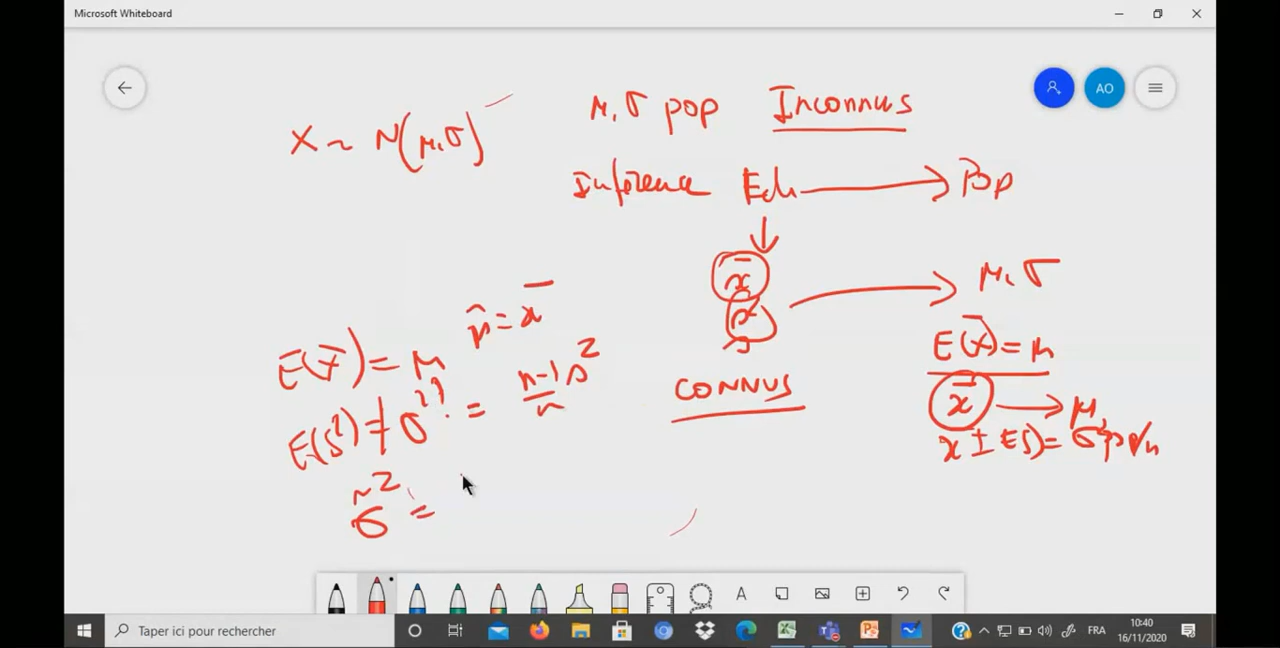 Microsoft Whiteboard
AO
X ~ N(μ,σ)
μ,σ pop Inconnus
Inférence Ech → Pop
x̄
s
→ μ,σ
CONNUS
μ̂ = x̄
E(x̄) = μ
E(s²) ≠ σ²? = n-1/n s²
σ̂² =
E(x̄) = μ
x̄ → μ
Taper ici pour rechercher
FRA
10:40
16/11/2020